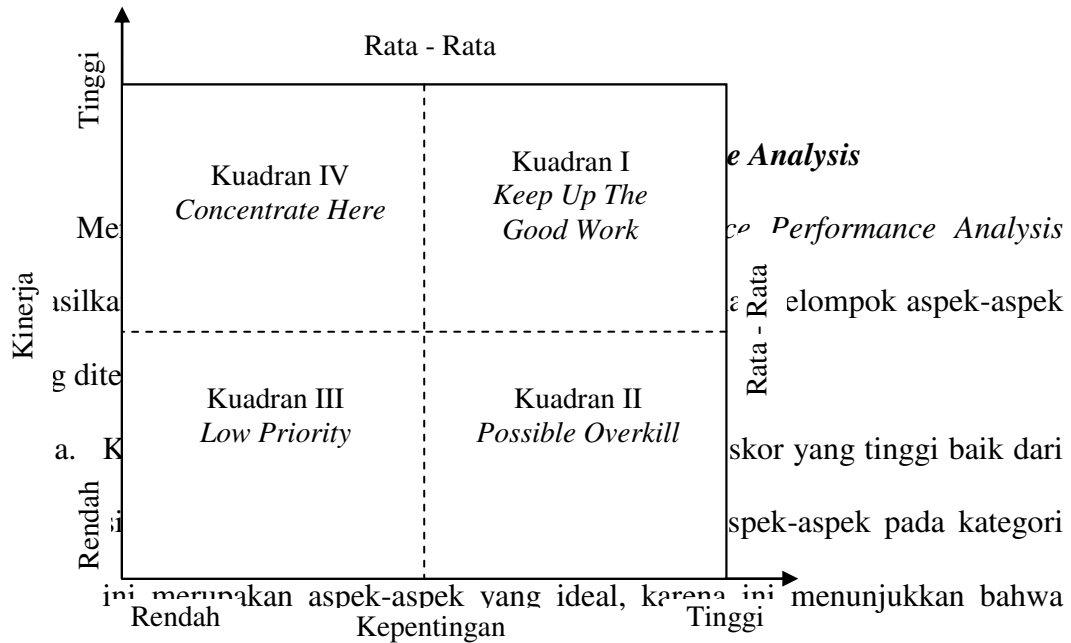 Rata - Rata
Tinggi
e Analysis
Kuadran IV
Concentrate Here
Kuadran I
Keep Up The
Good Work
Performance Analysis
Kinerja
Rata - Rata
elompok aspek-aspek
g dite
Kuadran III
Low Priority
Kuadran II
Possible Overkill
a. K
skor yang tinggi baik dari
Rendah
spek-aspek pada kategori
ini merupakan aspek-aspek yang ideal, karena ini menunjukkan bahwa
Rendah
Kepentingan
Tinggi